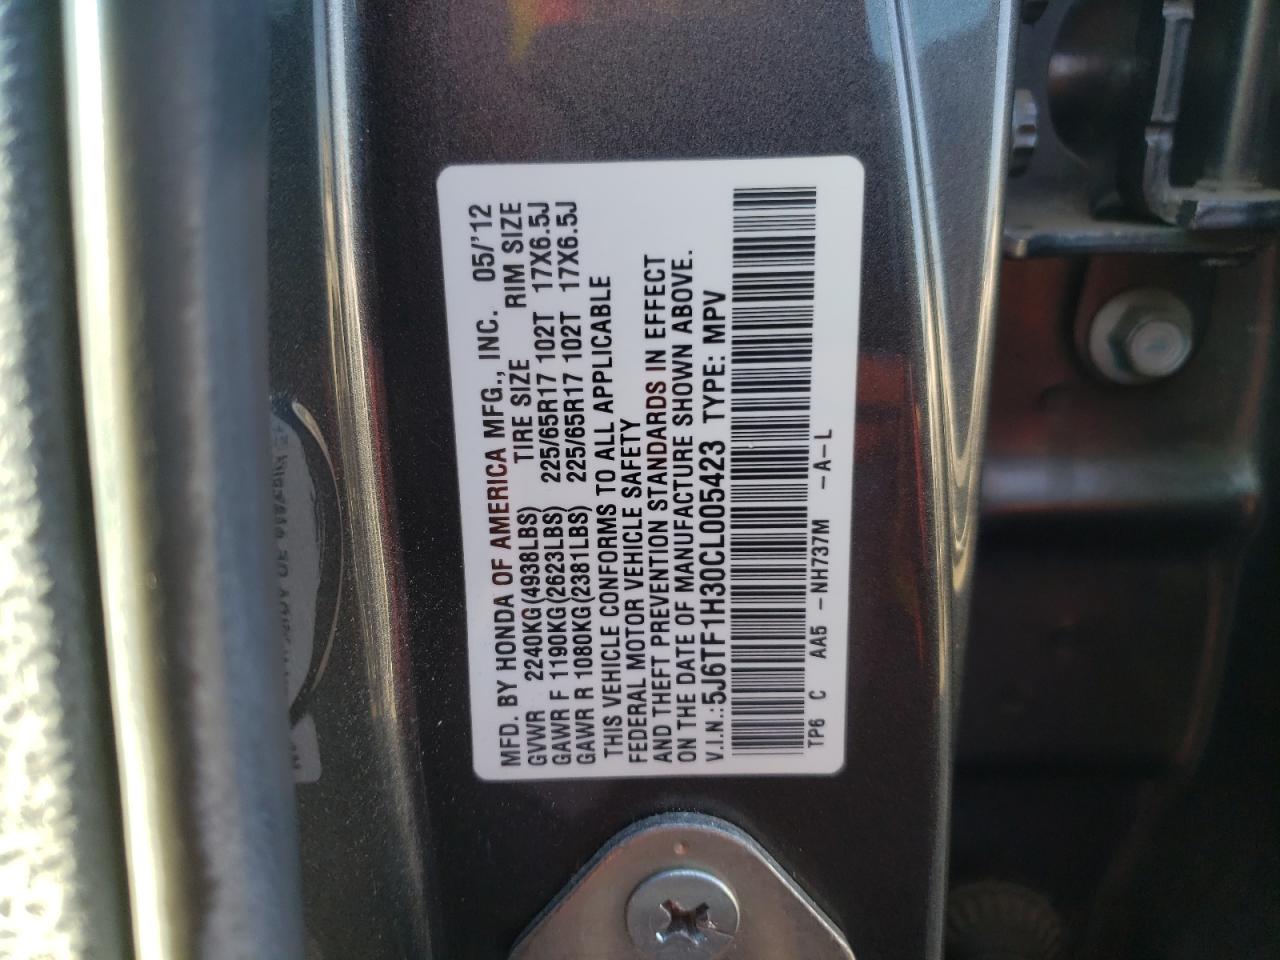 MFD. BY HONDA OF AMERICA MFG., INC. 05/'12
GVWR 2240KG(4938LBS) TIRE SIZE RIM SIZE
GAWR F 1190KG(2623LBS) 225/65R17 102T 17X6.5J
GAWR R 1080KG(2381LBS) 225/65R17 102T 17X6.5J
THIS VEHICLE CONFORMS TO ALL APPLICABLE
FEDERAL MOTOR VEHICLE SAFETY
AND THEFT PREVENTION STANDARDS IN EFFECT
ON THE DATE OF MANUFACTURE SHOWN ABOVE.
V.I.N.:5J6TF1H30CL005423 TYPE: MPV
TP6 C AA5 -NH737M -A-L